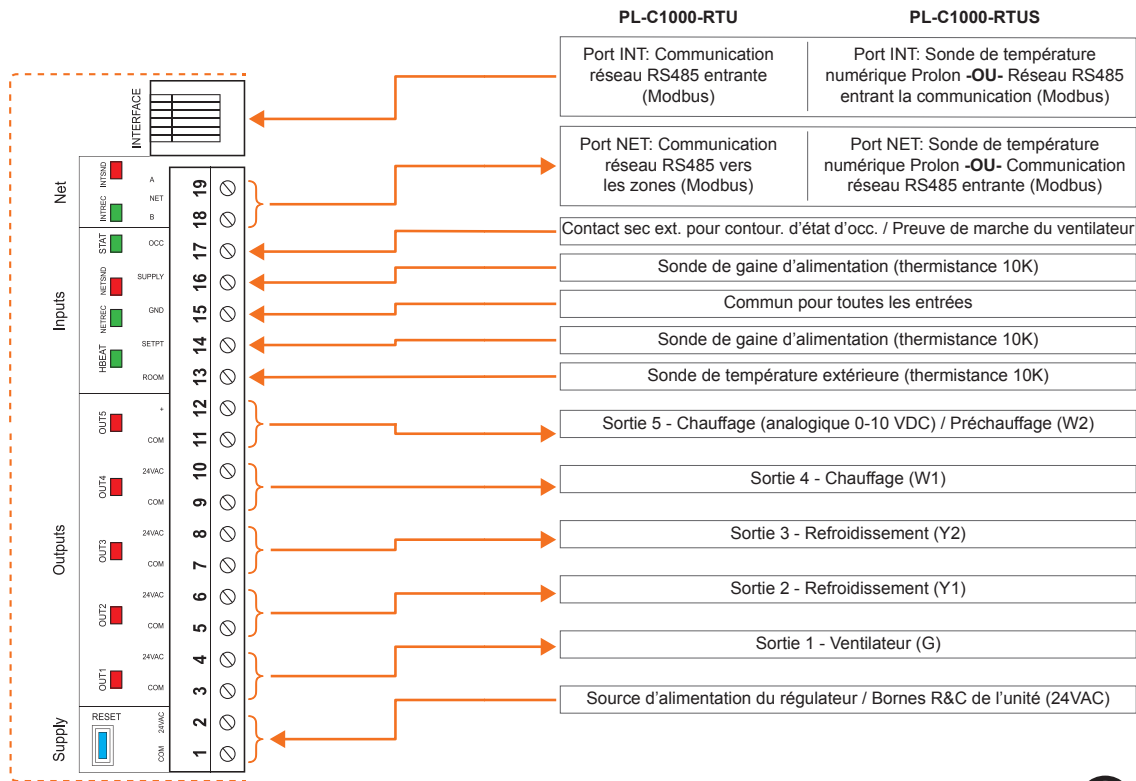 PL-C1000-RTU
PL-C1000-RTUS
Port INT: Communication
réseau RS485 entrante
(Modbus)
Port INT: Sonde de température
numérique Prolon -OU- Réseau RS485
entrant la communication (Modbus)
Port NET: Communication
réseau RS485 vers
les zones (Modbus)
Port NET: Sonde de température
numérique Prolon -OU- Communication
réseau RS485 entrante (Modbus)
Contact sec ext. pour contour. d'état d'occ. / Preuve de marche du ventilateur
Sonde de gaine d'alimentation (thermistance 10K)
Commun pour toutes les entrées
Sonde de gaine d'alimentation (thermistance 10K)
Sonde de température extérieure (thermistance 10K)
Sortie 5 - Chauffage (analogique 0-10 VDC) / Préchauffage (W2)
Sortie 4 - Chauffage (W1)
Sortie 3 - Refroidissement (Y2)
Sortie 2 - Refroidissement (Y1)
Sortie 1 - Ventilateur (G)
Source d'alimentation du régulateur / Bornes R&C de l'unité (24VAC)
INTERFACE
Net
Inputs
Outputs
Supply
INTSND
INTREC
STAT
NETSND
NETREC
HBEAT
OUT5
OUT4
OUT3
OUT2
OUT1
RESET
A
NET
B
OCC
SUPPLY
GND
SETPT
ROOM
+
COM
24VAC
COM
24VAC
COM
24VAC
COM
24VAC
COM
24VAC
COM
19
18
17
16
15
14
13
12
11
10
9
8
7
6
5
4
3
2
1